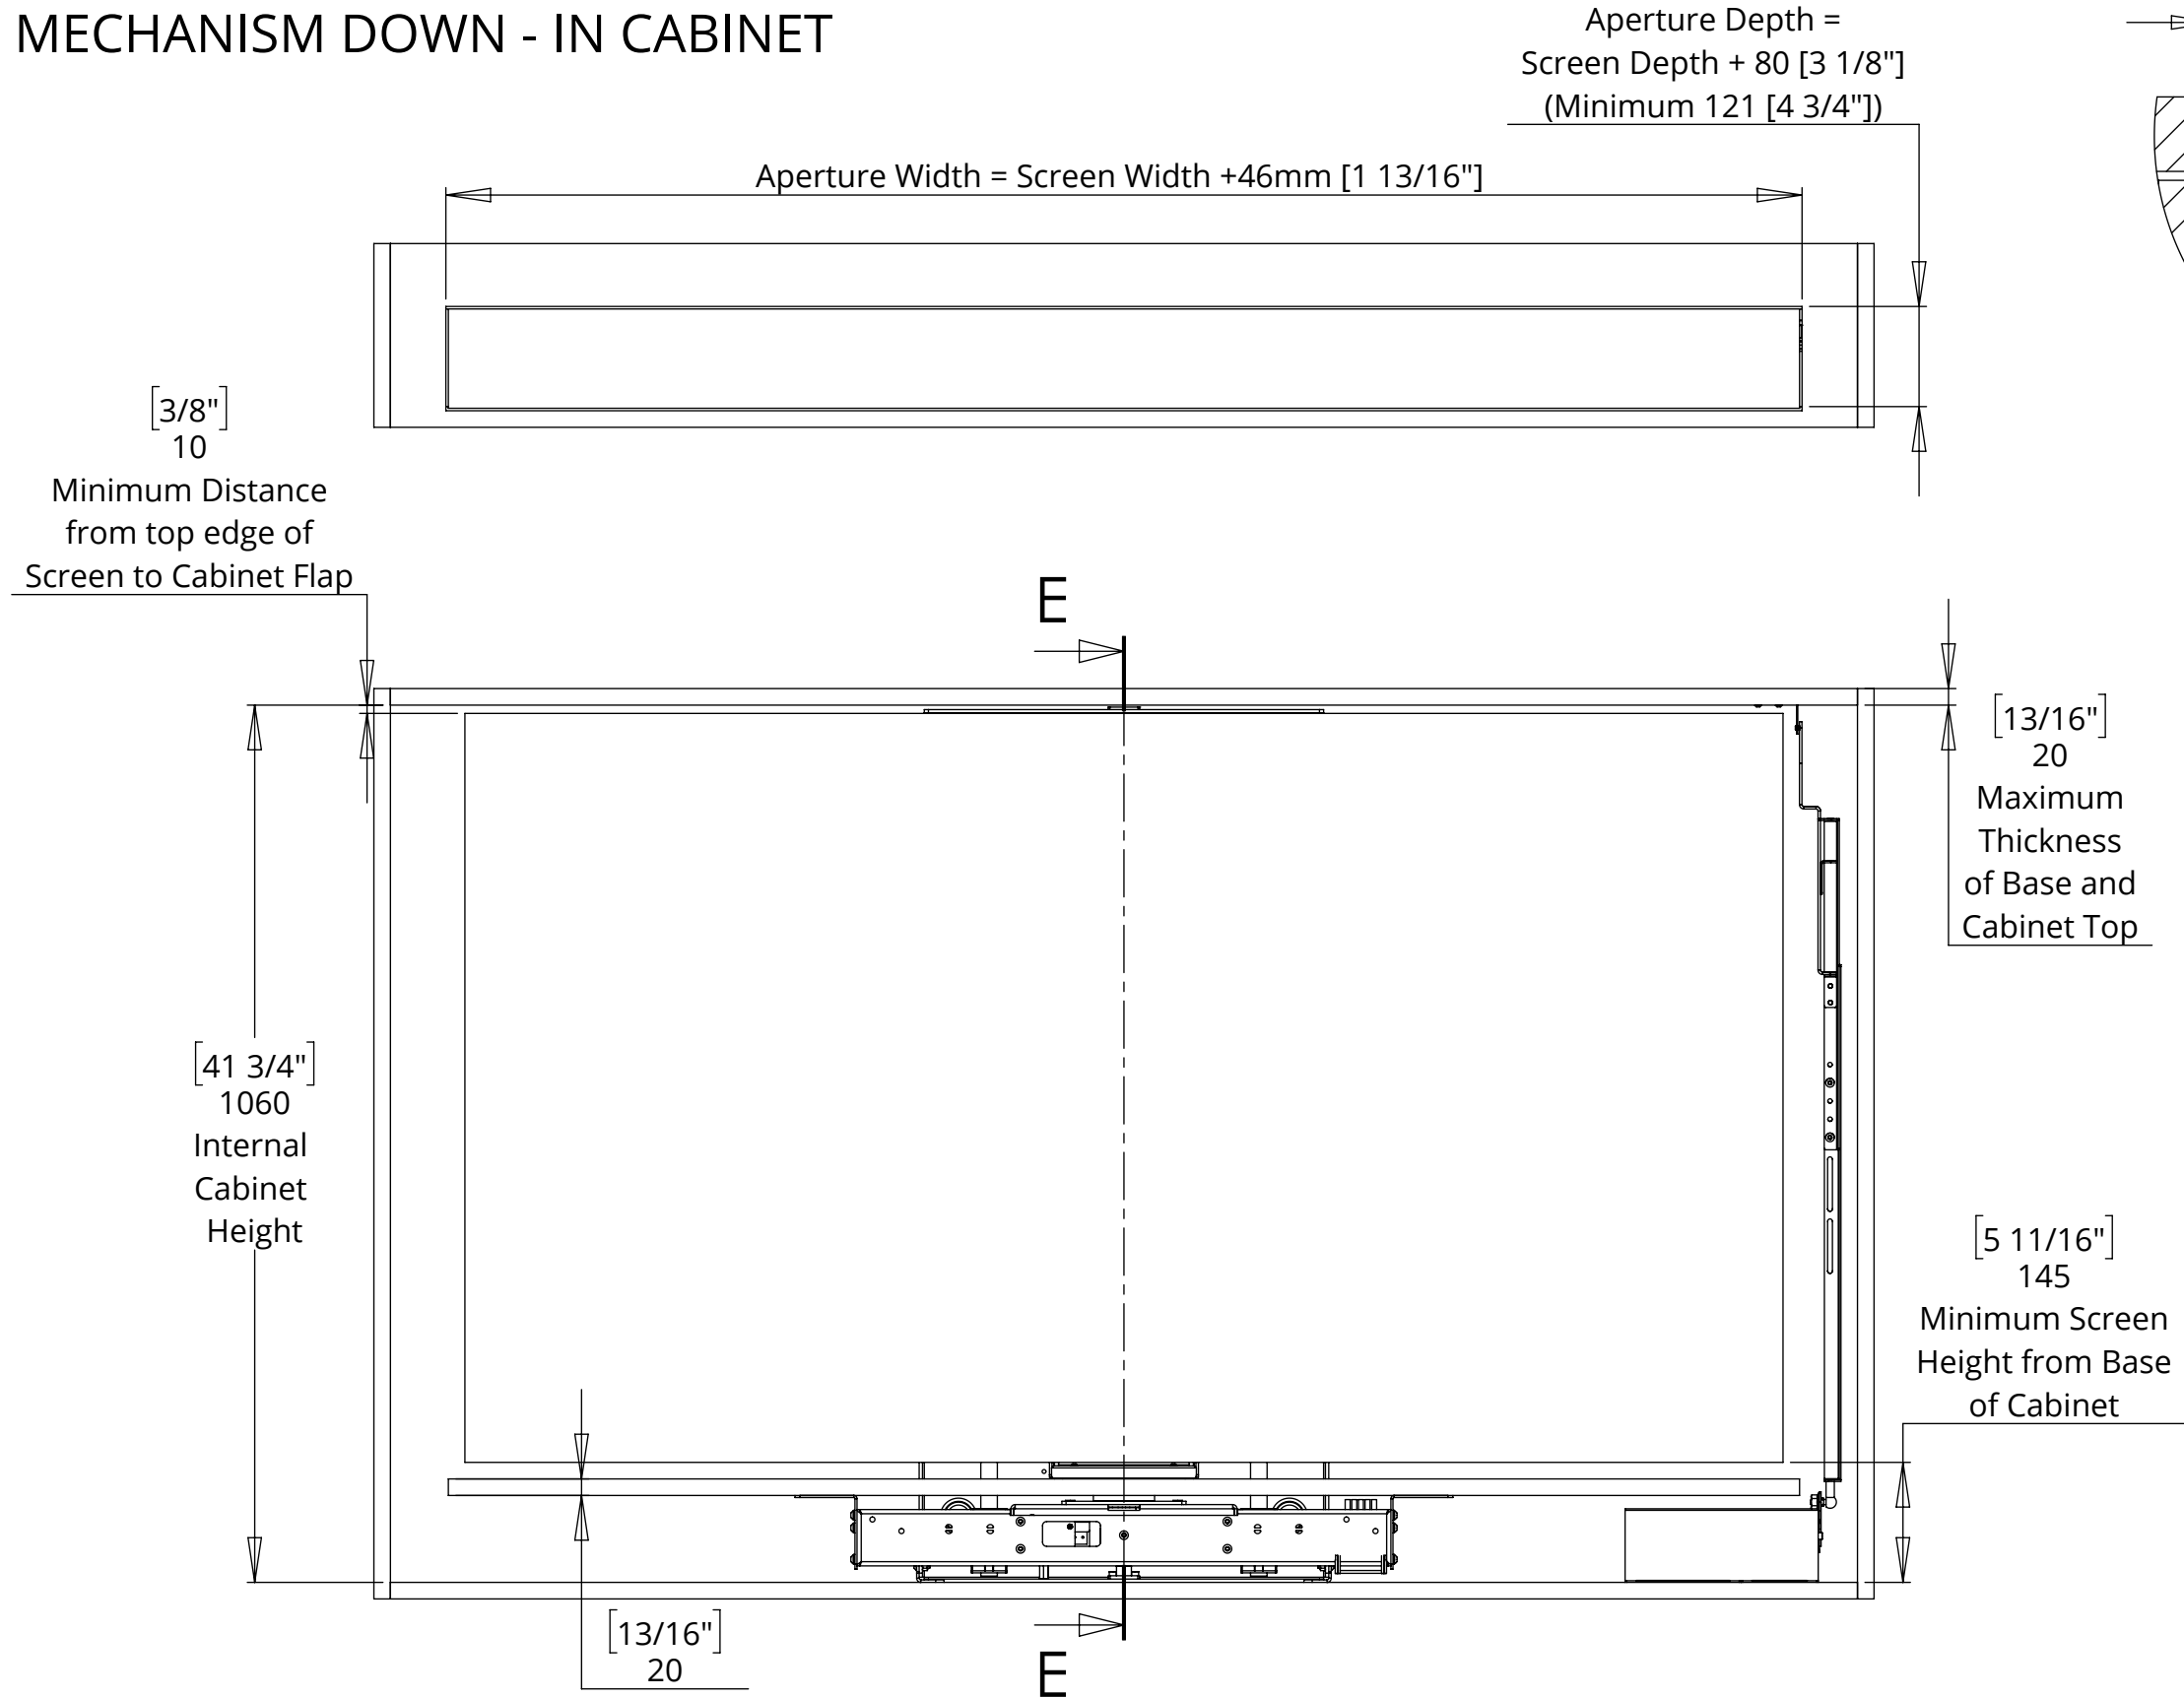 MECHANISM DOWN - IN CABINET
Aperture Depth =
Screen Depth + 80 [3 1/8"]
(Minimum 121 [4 3/4"])
Aperture Width = Screen Width +46mm [1 13/16"]
[3/8"]
10
Minimum Distance
from top edge of
Screen to Cabinet Flap
E
[13/16"]
20
Maximum
Thickness
of Base and
Cabinet Top
[41 3/4"]
1060
Internal
Cabinet
Height
[5 11/16"]
145
Minimum Screen
Height from Base
of Cabinet
[13/16"]
20
E